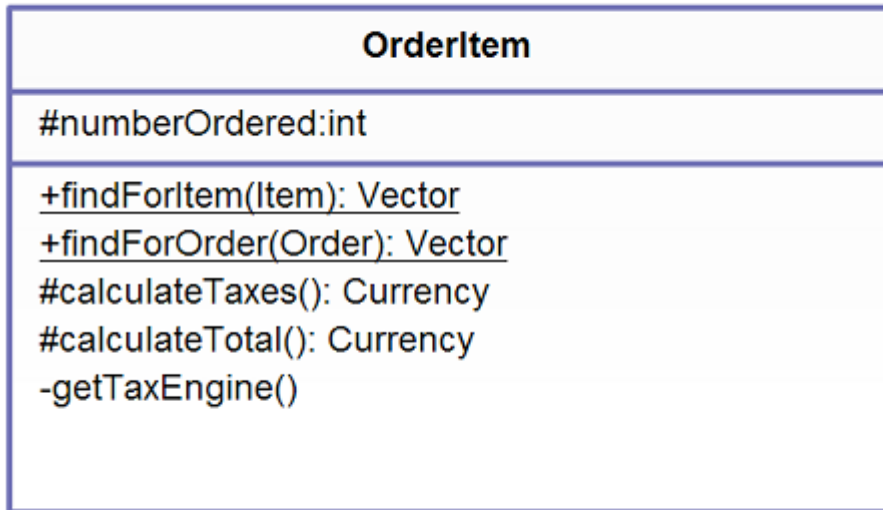 OrderItem
#numberOrdered:int
+findForItem(Item): Vector
+findForOrder(Order): Vector
#calculateTaxes(): Currency
#calculateTotal(): Currency
-getTaxEngine()